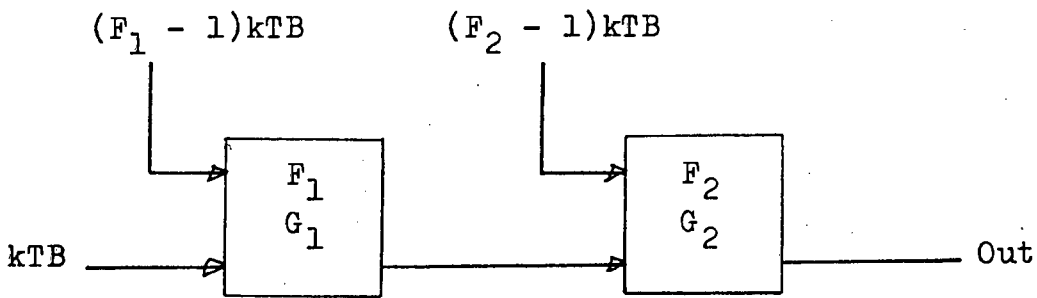 (F₁ - 1)kTB (F₂ - 1)kTB
F₁ F₂
G₁ G₂
kTB Out